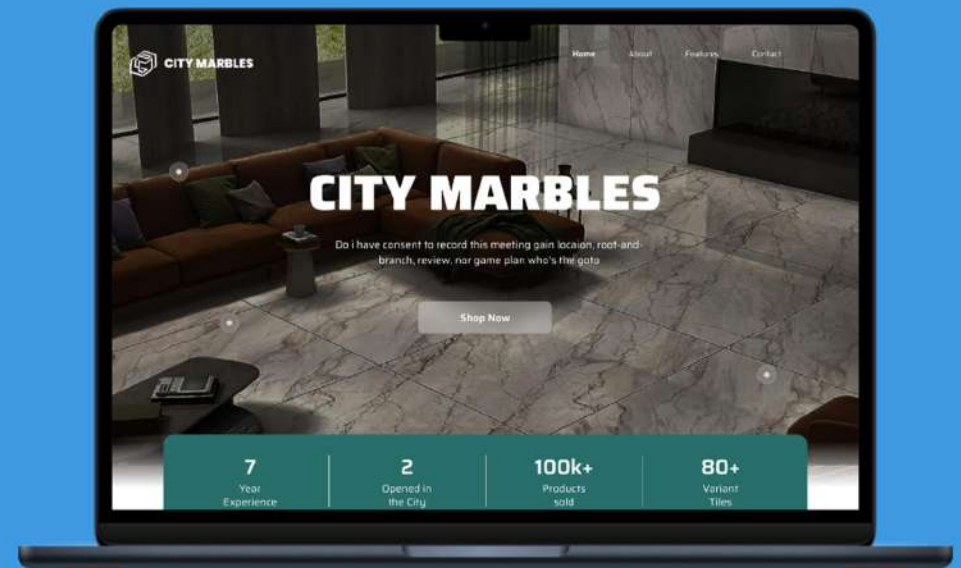 CITY MARBLES
Home About Features Contact
CITY MARBLES
Do i have consent to record this meeting gain locaion, root-and-
branch, review, nor game plan who's the goto
Shop Now
7
Year
Experience
2
Opened in
the City
100k+
Products
sold
80+
Variant
Tiles